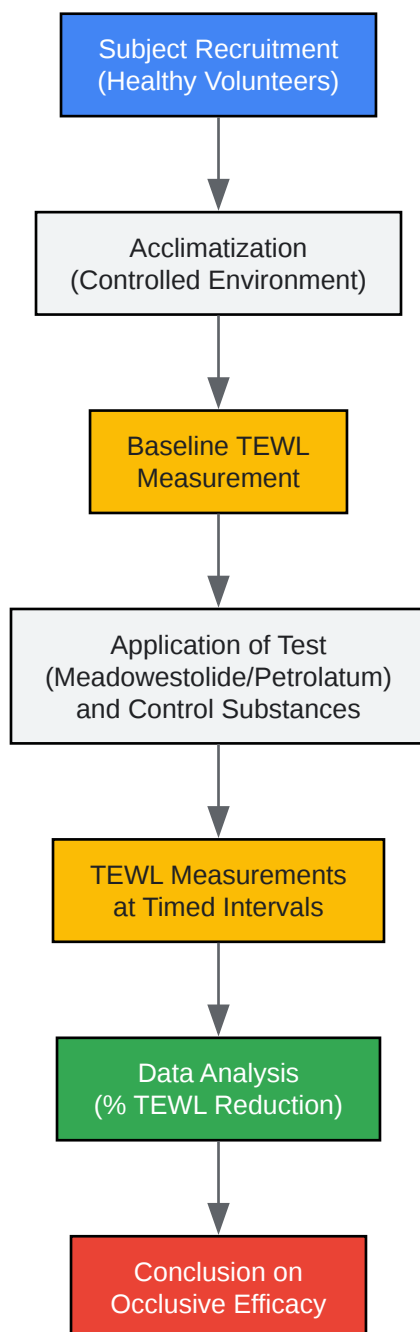 Subject Recruitment
(Healthy Volunteers)
Acclimatization
(Controlled Environment)
Baseline TEWL
Measurement
Application of Test
(Meadowestolide/Petrolatum)
and Control Substances
TEWL Measurements
at Timed Intervals
Data Analysis
(% TEWL Reduction)
Conclusion on
Occlusive Efficacy